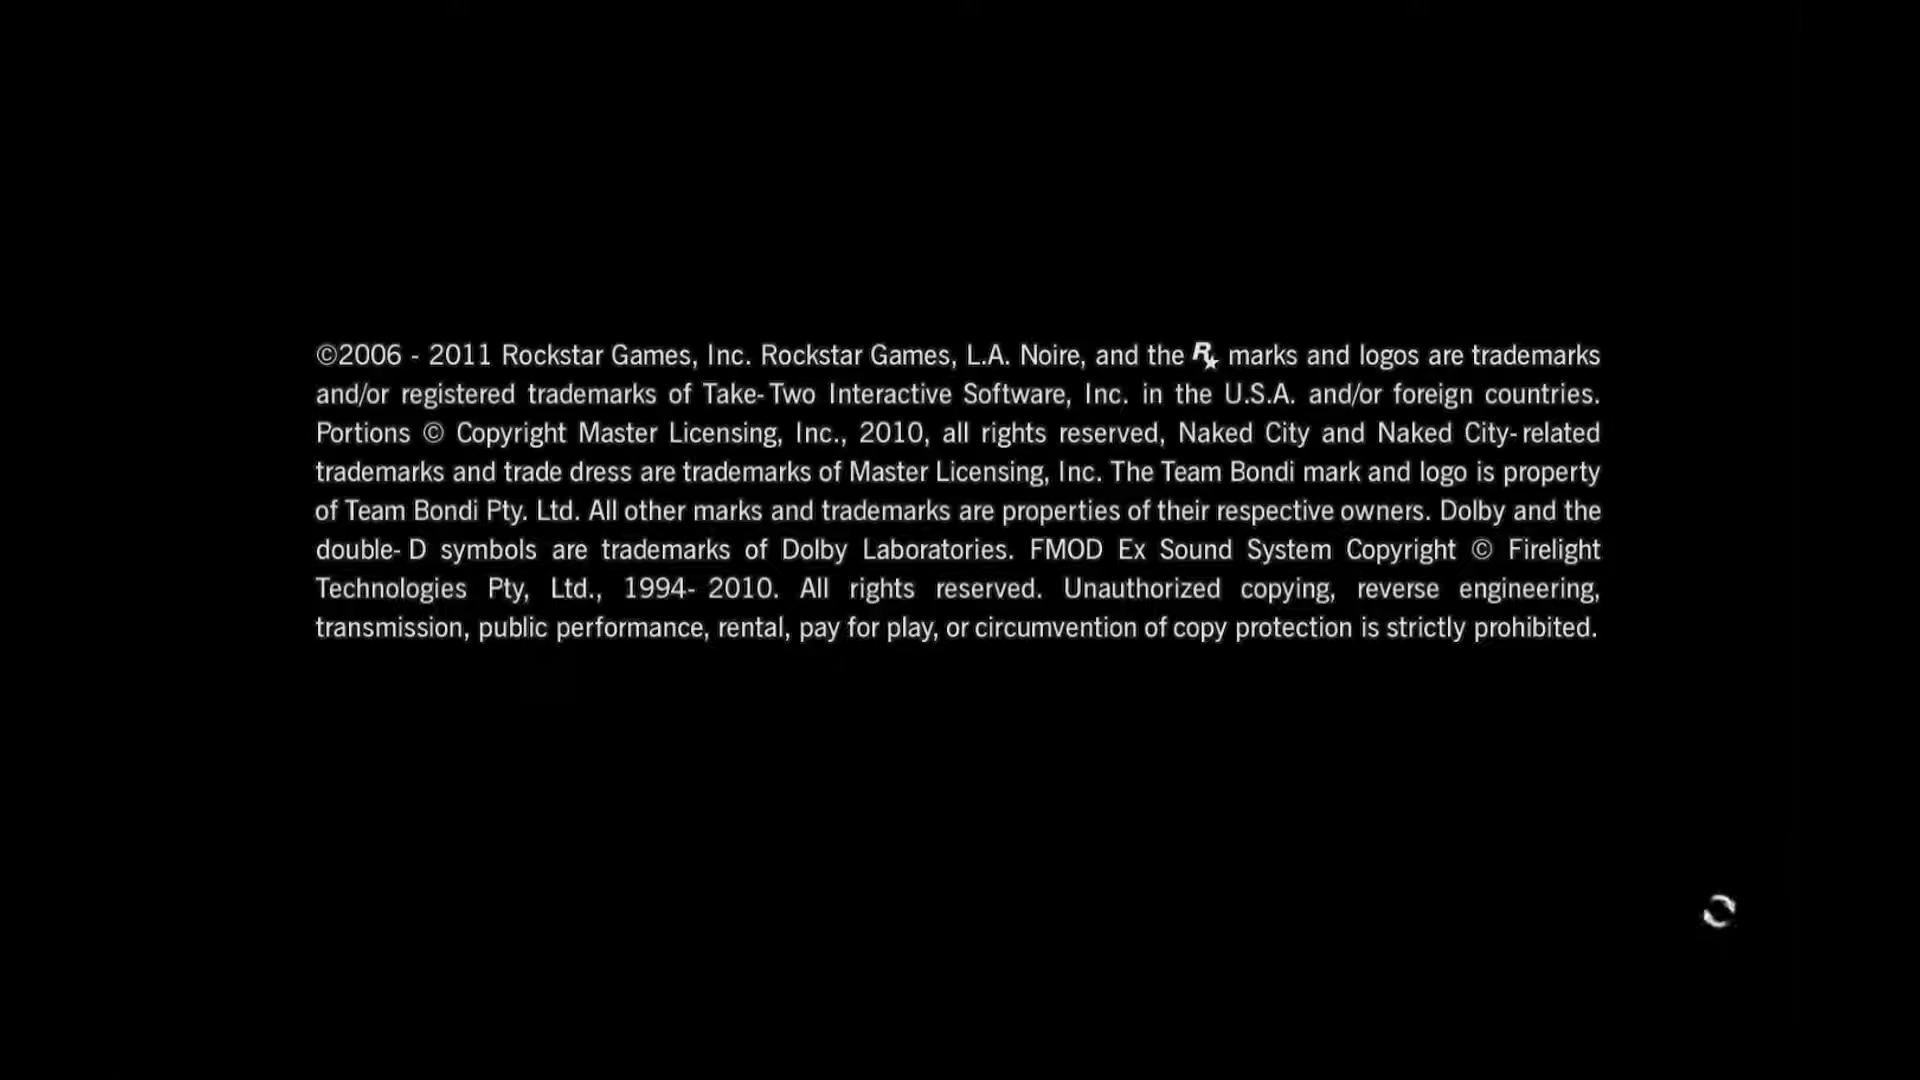 ©2006 - 2011 Rockstar Games, Inc. Rockstar Games, L.A. Noire, and the R★ marks and logos are trademarks
and/or registered trademarks of Take-Two Interactive Software, Inc. in the U.S.A. and/or foreign countries.
Portions © Copyright Master Licensing, Inc., 2010, all rights reserved, Naked City and Naked City-related
trademarks and trade dress are trademarks of Master Licensing, Inc. The Team Bondi mark and logo is property
of Team Bondi Pty. Ltd. All other marks and trademarks are properties of their respective owners. Dolby and the
double- D symbols are trademarks of Dolby Laboratories. FMOD Ex Sound System Copyright © Firelight
Technologies Pty, Ltd., 1994- 2010. All rights reserved. Unauthorized copying, reverse engineering,
transmission, public performance, rental, pay for play, or circumvention of copy protection is strictly prohibited.